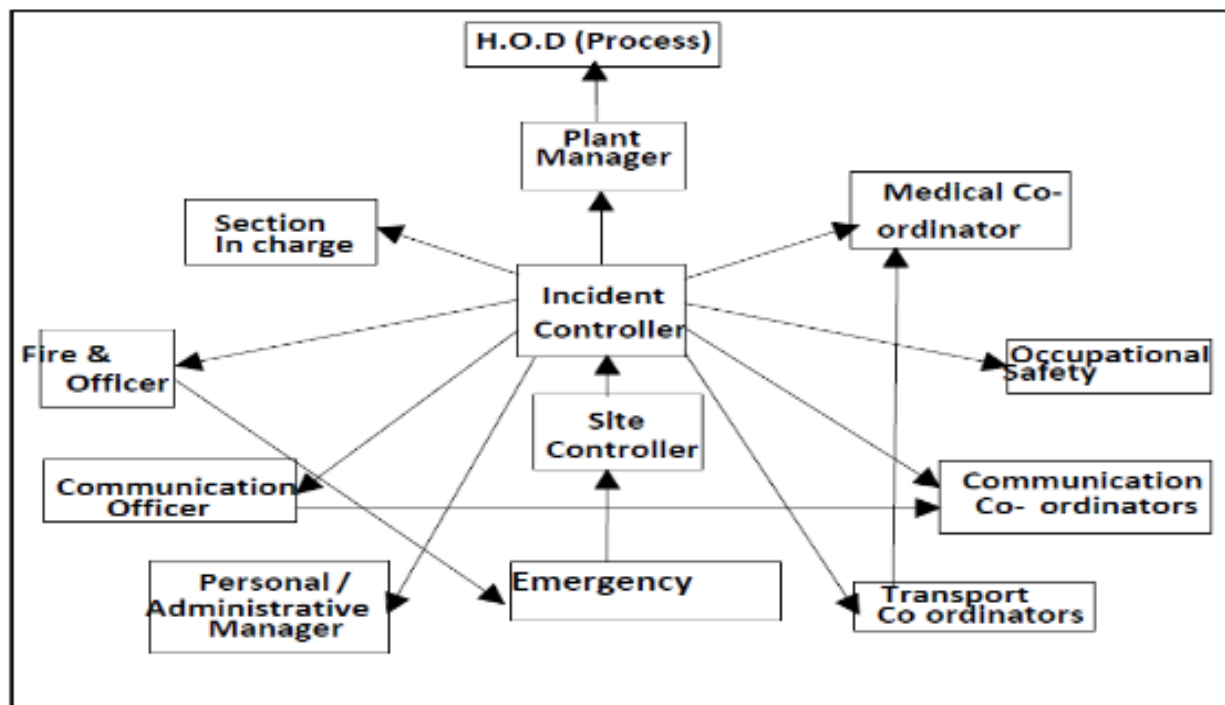 H.O.D (Process)
Plant
Manager
Section
In charge
Medical Co-
ordinator
Incident
Controller
Fire &
Officer
Occupational
Safety
Site
Controller
Communication
Officer
Communication
Co- ordinators
Personal /
Administrative
Manager
Emergency
Transport
Co ordinators